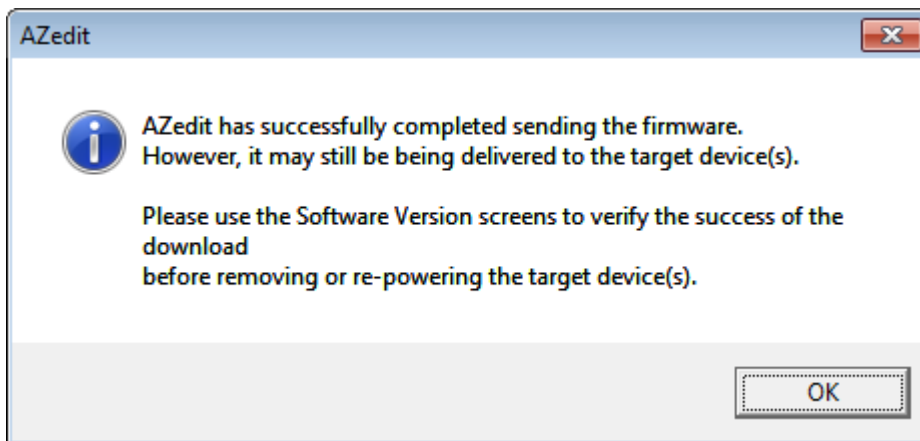 AZedit
AZedit has successfully completed sending the firmware.
However, it may still be being delivered to the target device(s).
Please use the Software Version screens to verify the success of the
download
before removing or re-powering the target device(s).
OK